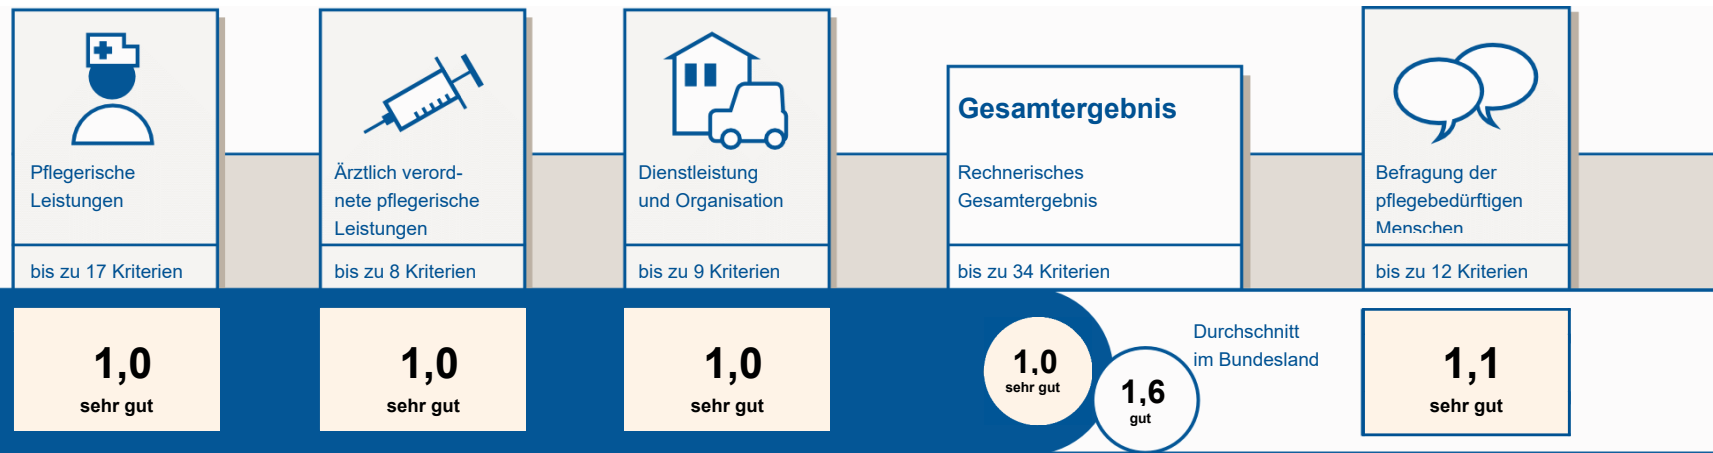 Pflegerische
Leistungen
bis zu 17 Kriterien
1,0
sehr gut
Ärztlich verord-
nete pflegerische
Leistungen
bis zu 8 Kriterien
1,0
sehr gut
Dienstleistung
und Organisation
bis zu 9 Kriterien
1,0
sehr gut
Gesamtergebnis
Rechnerisches
Gesamtergebnis
bis zu 34 Kriterien
1,0
sehr gut
1,6
gut
Durchschnitt
im Bundesland
Befragung der
pflegebedürftigen
Menschen
bis zu 12 Kriterien
1,1
sehr gut